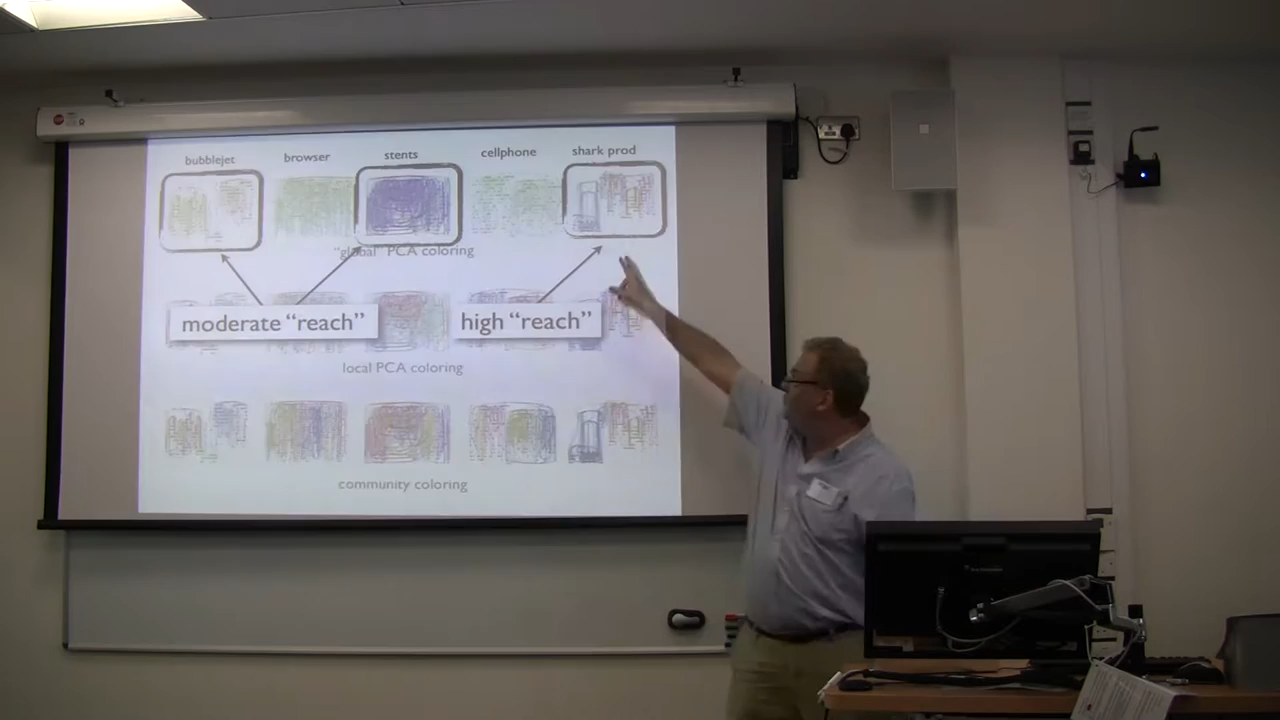 bubblejet browser stents cellphone shark prod
"global" PCA coloring
moderate "reach" high "reach"
local PCA coloring
community coloring